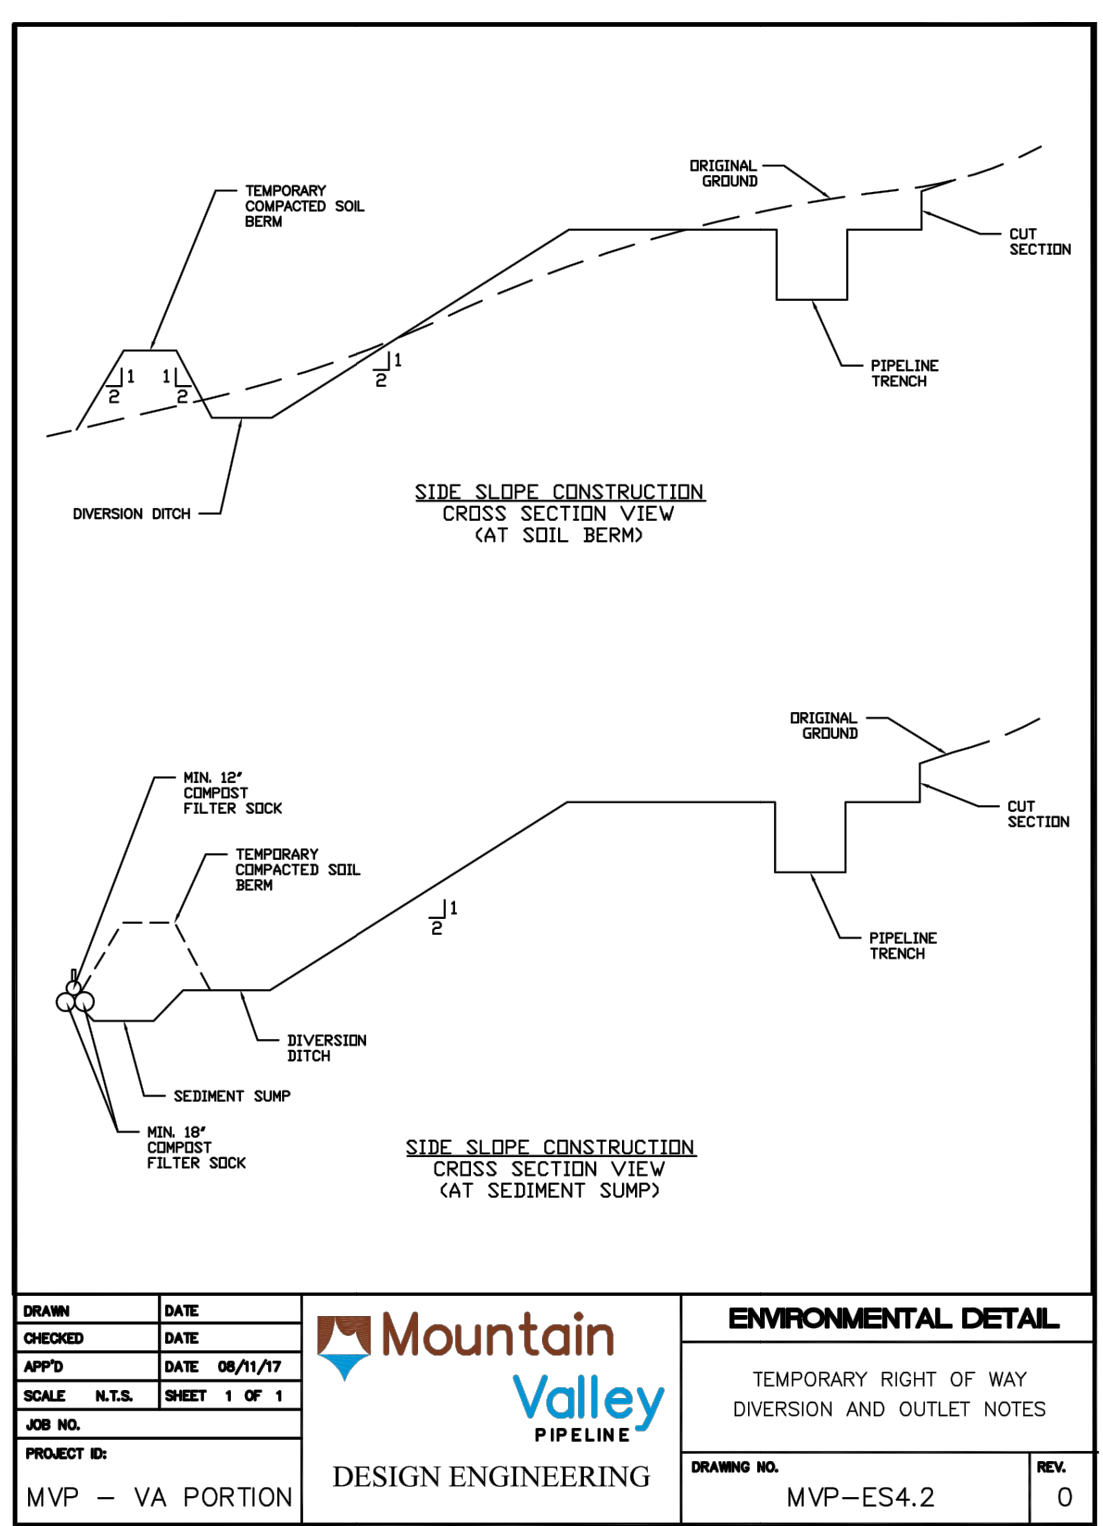 ORIGINAL
GROUND
TEMPORARY
COMPACTED SOIL
BERM
CUT
SECTION
1
2
1
2
1
2
PIPELINE
TRENCH
DIVERSION DITCH
SIDE SLOPE CONSTRUCTION
CROSS SECTION VIEW
(AT SOIL BERM)
ORIGINAL
GROUND
MIN. 12"
COMPOST
FILTER SOCK
CUT
SECTION
TEMPORARY
COMPACTED SOIL
BERM
1
2
PIPELINE
TRENCH
DIVERSION
DITCH
SEDIMENT SUMP
MIN. 18"
COMPOST
FILTER SOCK
SIDE SLOPE CONSTRUCTION
CROSS SECTION VIEW
(AT SEDIMENT SUMP)
DRAWN DATE
CHECKED DATE
APP'D DATE 08/11/17
SCALE N.T.S. SHEET 1 OF 1
JOB NO.
PROJECT ID:
MVP - VA PORTION
Mountain
Valley
PIPELINE
DESIGN ENGINEERING
ENVIRONMENTAL DETAIL
TEMPORARY RIGHT OF WAY
DIVERSION AND OUTLET NOTES
DRAWING NO.
MVP-ES4.2
REV.
0